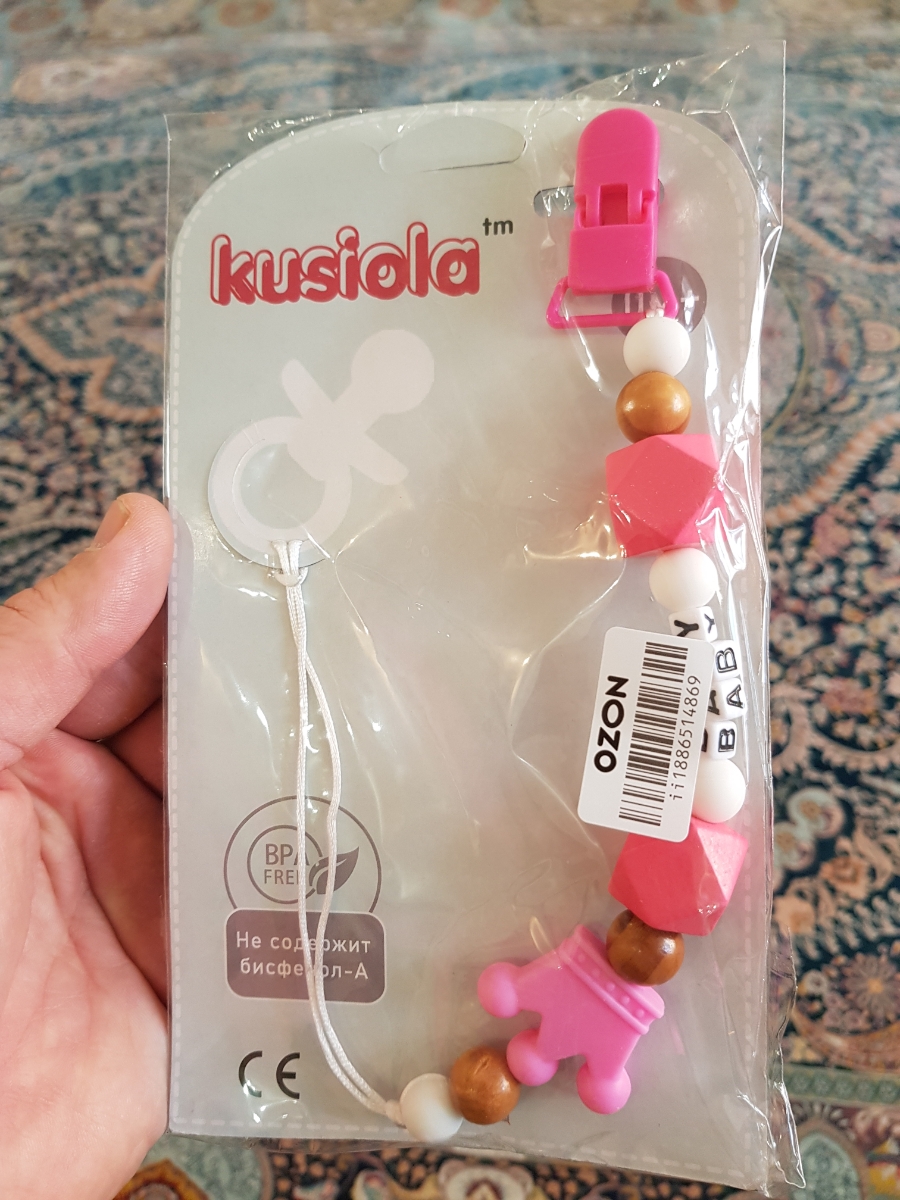 kusiola tm
OZON
ii1886514869
BABY
BPA
FREE
Не содержит
бисфенол-А
CE